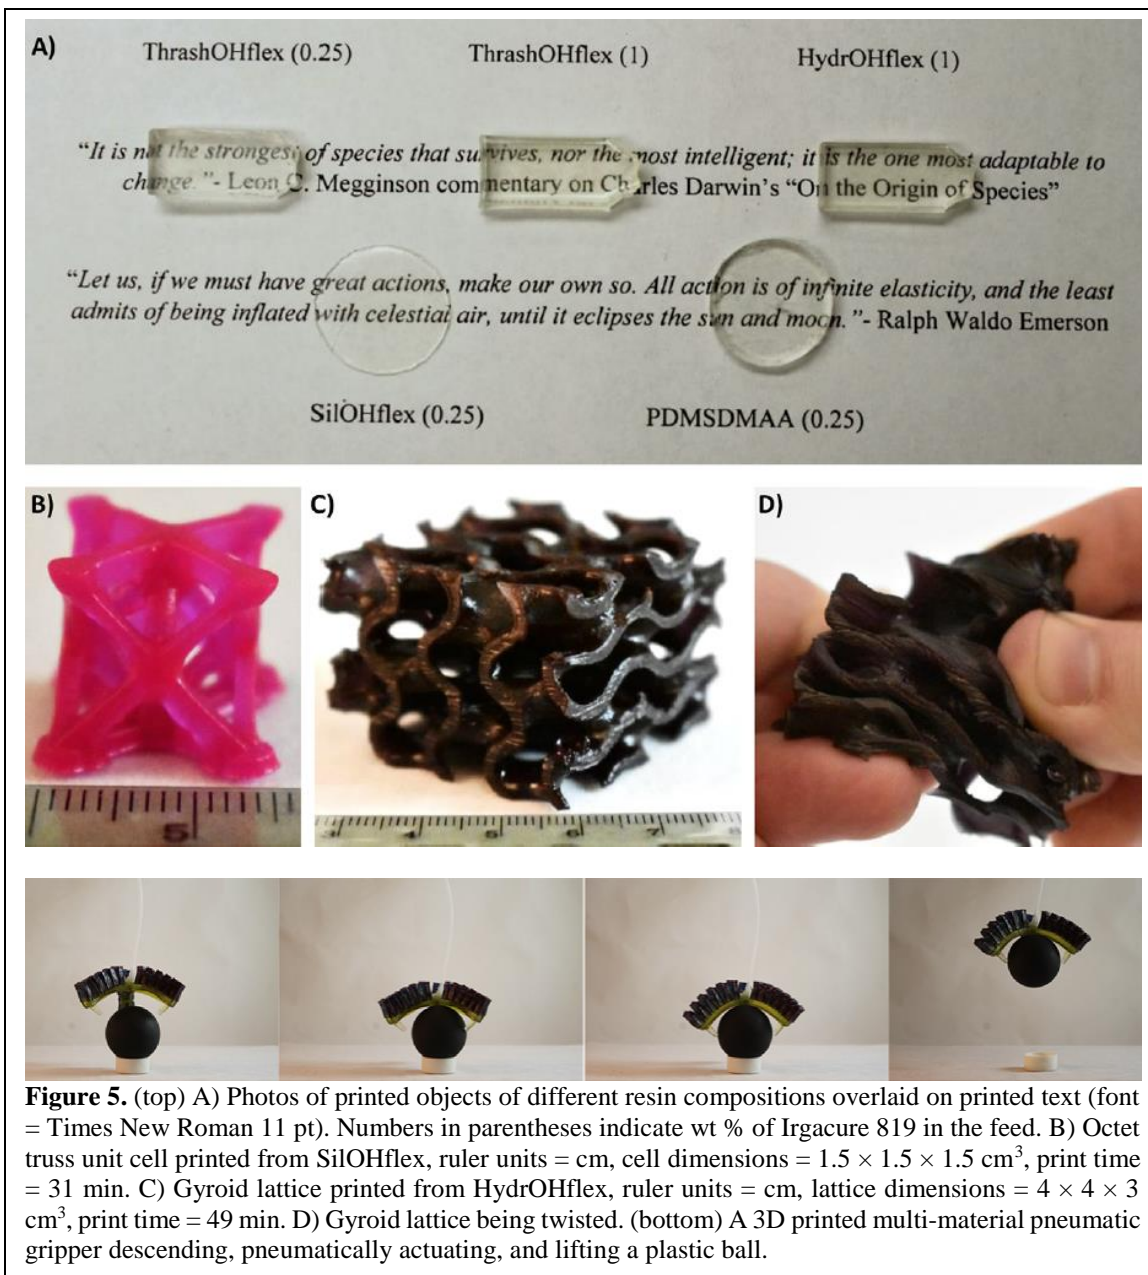 A)
ThrashOHflex (0.25) ThrashOHflex (1) HydrOHflex (1)
“It is not the strongest of species that survives, nor the most intelligent; it is the one most adaptable to
change.”- Leon C. Megginson commentary on Charles Darwin’s “On the Origin of Species”
“Let us, if we must have great actions, make our own so. All action is of infinite elasticity, and the least
admits of being inflated with celestial air, until it eclipses the sun and moon.”- Ralph Waldo Emerson
SilOHflex (0.25) PDMSDMAA (0.25)
B) C) D)
5 3 4 5 6 7 8
Figure 5. (top) A) Photos of printed objects of different resin compositions overlaid on printed text (font
= Times New Roman 11 pt). Numbers in parentheses indicate wt % of Irgacure 819 in the feed. B) Octet
truss unit cell printed from SilOHflex, ruler units = cm, cell dimensions = 1.5 × 1.5 × 1.5 cm³, print time
= 31 min. C) Gyroid lattice printed from HydrOHflex, ruler units = cm, lattice dimensions = 4 × 4 × 3
cm³, print time = 49 min. D) Gyroid lattice being twisted. (bottom) A 3D printed multi-material pneumatic
gripper descending, pneumatically actuating, and lifting a plastic ball.